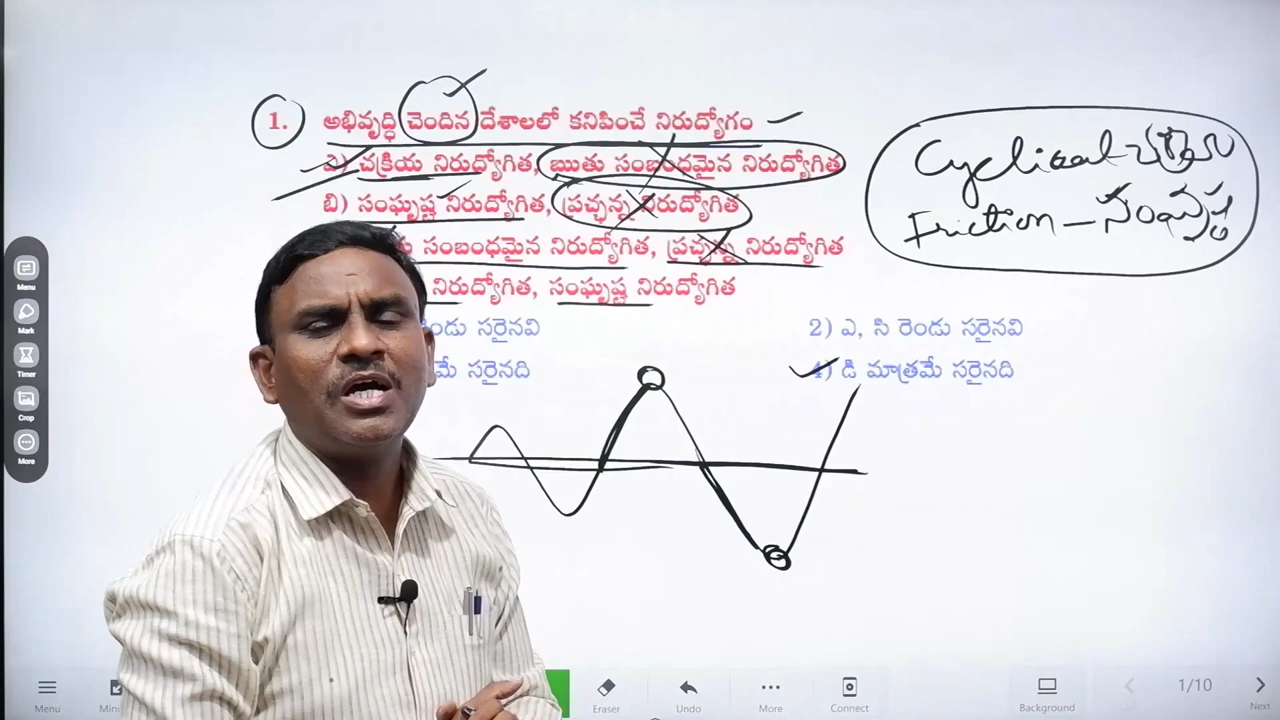 1. అభివృద్ధి చెందిన దేశాలలో కనిపించే నిరుద్యోగం
ఎ) చక్రియ నిరుద్యోగిత, ఋతు సంబంధమైన నిరుద్యోగిత
బి) సంఘృష్ట నిరుద్యోగిత, ప్రచ్ఛన్న నిరుద్యోగిత
సంబంధమైన నిరుద్యోగిత, ప్రచ్ఛన్న నిరుద్యోగిత
నిరుద్యోగిత, సంఘృష్ట నిరుద్యోగిత
సరైనవి
2) ఎ, సి రెండు సరైనవి
సరైనది
4) డి మాత్రమే సరైనది
Cyclical -
Friction - సంఘృష్ట
Menu
Mark
Timer
Crop
More
Menu
Eraser
Undo
More
Connect
Background
1/10
Next